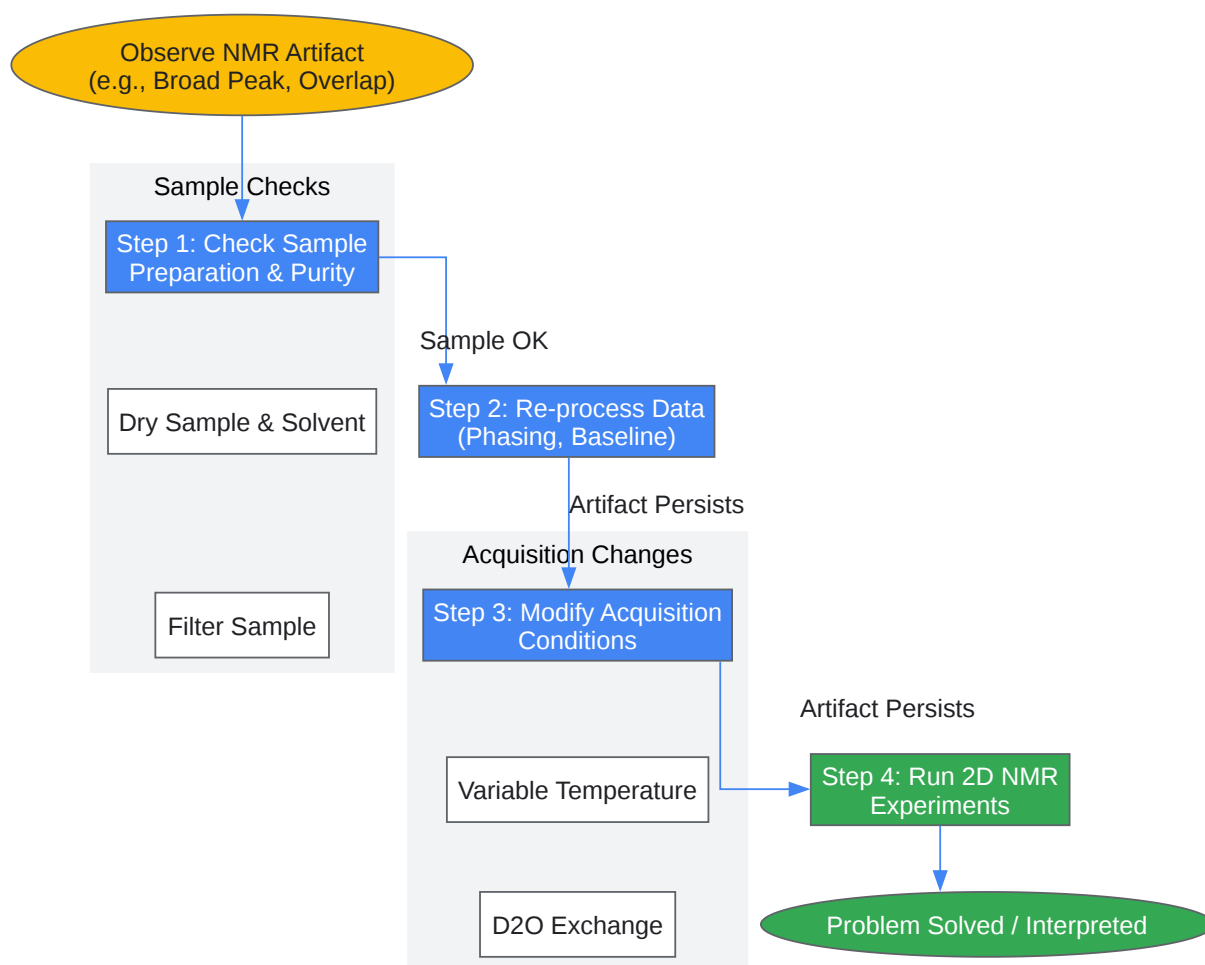 Observe NMR Artifact
(e.g., Broad Peak, Overlap)
Sample Checks
Step 1: Check Sample
Preparation & Purity
Sample OK
Dry Sample & Solvent
Step 2: Re-process Data
(Phasing, Baseline)
Artifact Persists
Acquisition Changes
Filter Sample
Step 3: Modify Acquisition
Conditions
Artifact Persists
Variable Temperature
Step 4: Run 2D NMR
Experiments
D2O Exchange
Problem Solved / Interpreted